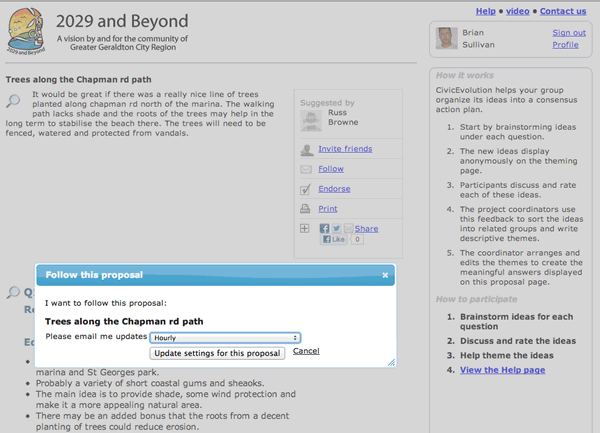 Help • video • Contact us
2029 and Beyond
A vision by and for the community of
Greater Geraldton City Region
2029 and Beyond
Brian
Sullivan
Sign out
Profile
Trees along the Chapman rd path
It would be great if there was a really nice line of trees
planted along chapman rd north of the marina. The walking
path lacks shade and the roots of the trees may help in the
long term to stabilise the beach there. The trees will need to be
fenced, watered and protected from vandals.
Suggested by
Russ
Browne
Invite friends
Follow
Endorse
Print
Share
Like 0
How it works
CivicEvolution helps your group
organize its ideas into a consensus
action plan.
1. Start by brainstorming ideas
under each question.
2. The new ideas display
anonymously on the theming
page.
3. Participants discuss and rate
each of these ideas.
4. The project coordinators use
this feedback to sort the ideas
into related groups and write
descriptive themes.
5. The coordinator arranges and
edits the themes to create the
meaningful answers displayed
on this proposal page.
How to participate
1. Brainstorm ideas for each
question
2. Discuss and rate the ideas
3. Help theme the ideas
4. View the Help page
Follow this proposal
I want to follow this proposal:
Trees along the Chapman rd path
Please email me updates Hourly
Update settings for this proposal Cancel
marina and St Georges park.
• Probably a variety of short coastal gums and sheaoks.
• The main idea is to provide shade, some wind protection and
make it a more appealing natural area.
• There may be an added bonus that the roots from a decent
planting of trees could reduce erosion.